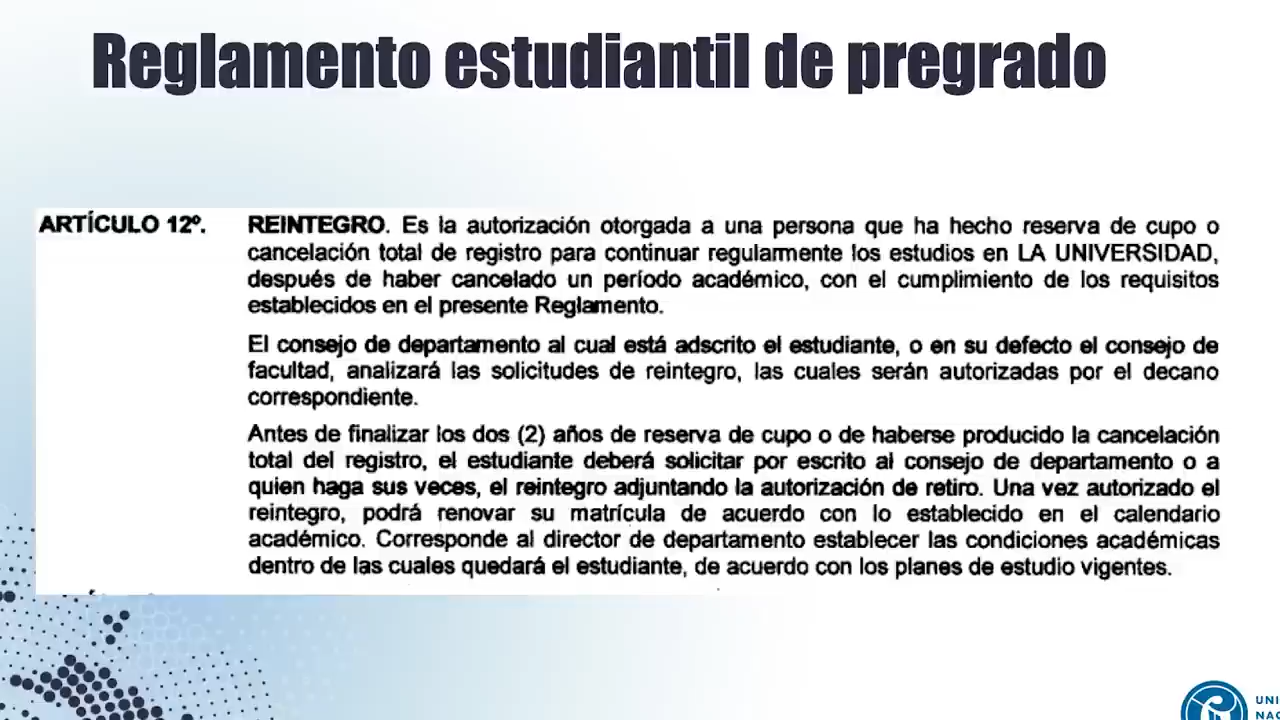 Reglamento estudiantil de pregrado
ARTÍCULO 12º. REINTEGRO. Es la autorización otorgada a una persona que ha hecho reserva de cupo o
cancelación total de registro para continuar regularmente los estudios en LA UNIVERSIDAD,
después de haber cancelado un período académico, con el cumplimiento de los requisitos
establecidos en el presente Reglamento.
El consejo de departamento al cual está adscrito el estudiante, o en su defecto el consejo de
facultad, analizará las solicitudes de reintegro, las cuales serán autorizadas por el decano
correspondiente.
Antes de finalizar los dos (2) años de reserva de cupo o de haberse producido la cancelación
total del registro, el estudiante deberá solicitar por escrito al consejo de departamento o a
quien haga sus veces, el reintegro adjuntando la autorización de retiro. Una vez autorizado el
reintegro, podrá renovar su matrícula de acuerdo con lo establecido en el calendario
académico. Corresponde al director de departamento establecer las condiciones académicas
dentro de las cuales quedará el estudiante, de acuerdo con los planes de estudio vigentes.
UNI